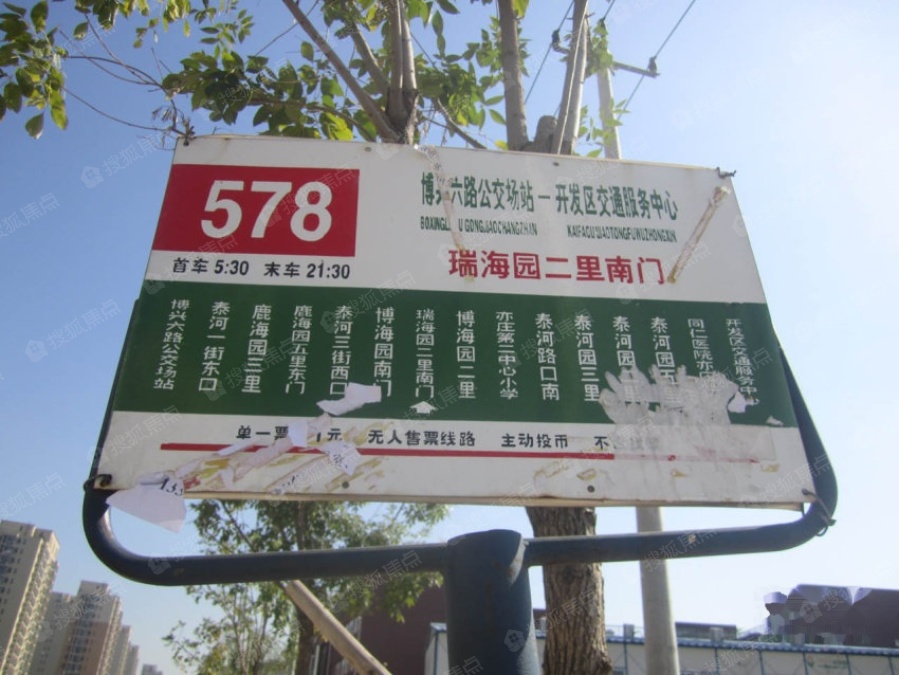 578
博兴六路公交场站－开发区交通服务中心
首车 5:30 末车 21:30
瑞海园二里南门
博兴六路公交场站
泰河一街东口
鹿海园三里
鹿海园五里东门
泰河三街西口
博海园南门
瑞海园二里南门
博海园二里
亦庄第二中心小学
泰河路口南
泰河园三里
泰河园
泰河园五
同仁医院亦
开发区交通服务中心
单一票 1元 无人售票线路 主动投币 不
133
搜狐焦点